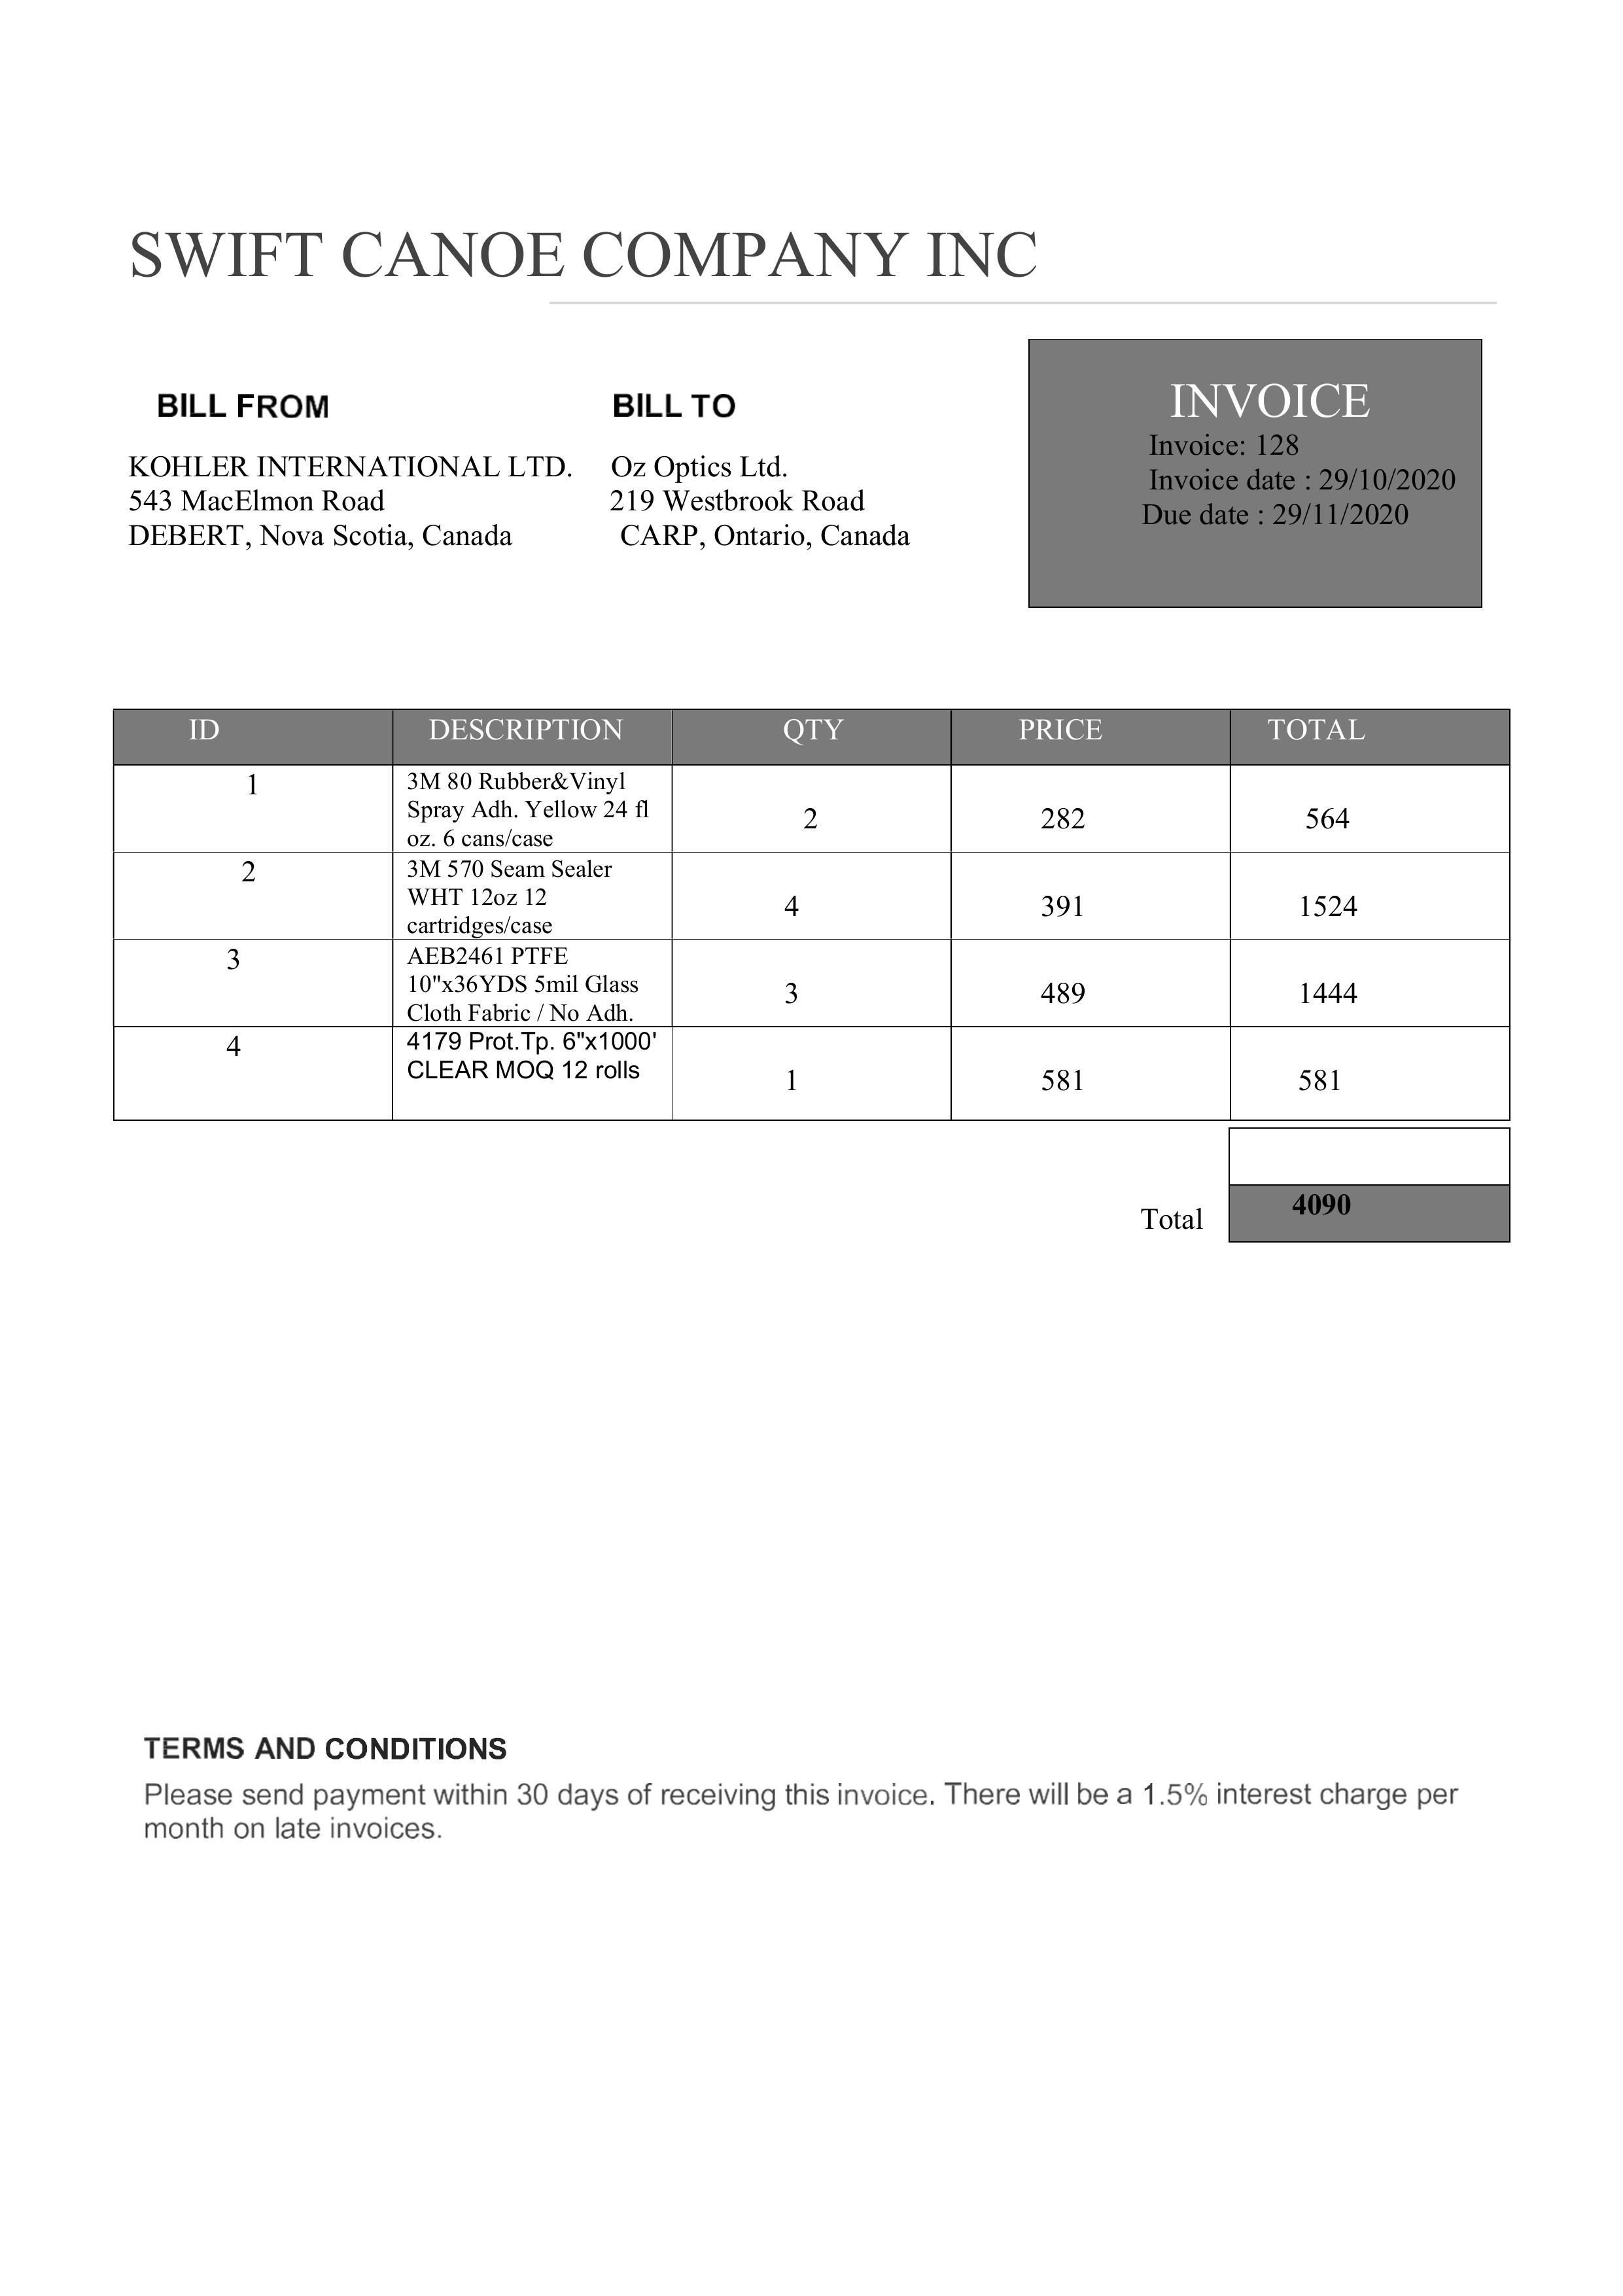 SWIFT CANOE COMPANY INC
BILL FROM
KOHLER INTERNATIONAL LTD.
543 MacElmon Road
DEBERT, Nova Scotia, Canada
BILL TO
Oz Optics Ltd.
219 Westbrook Road
CARP, Ontario, Canada
INVOICE
Invoice: 128
Invoice date : 29/10/2020
Due date : 29/11/2020
ID DESCRIPTION QTY PRICE TOTAL
1 3M 80 Rubber&Vinyl
Spray Adh. Yellow 24 fl
oz. 6 cans/case
2 282 564
2 3M 570 Seam Sealer
WHT 12oz 12
cartridges/case
4 391 1524
3 AEB2461 PTFE
10"x36YDS 5mil Glass
Cloth Fabric / No Adh.
3 489 1444
4 4179 Prot.Tp. 6"x1000'
CLEAR MOQ 12 rolls
1 581 581
Total 4090
TERMS AND CONDITIONS
Please send payment within 30 days of receiving this invoice. There will be a 1.5% interest charge per
month on late invoices.